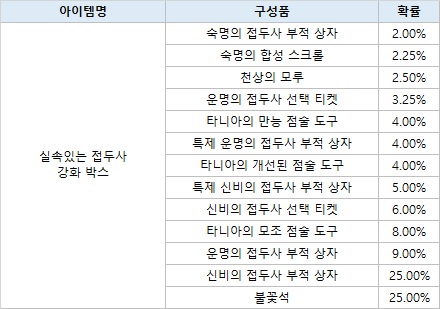 아이템명 구성품 확률
숙명의 접두사 부적 상자 2.00%
숙명의 합성 스크롤 2.25%
천상의 모루 2.50%
운명의 접두사 선택 티켓 3.25%
타니아의 만능 점술 도구 4.00%
특제 운명의 접두사 부적 상자 4.00%
실속있는 접두사
강화 박스
타니아의 개선된 점술 도구 4.00%
특제 신비의 접두사 부적 상자 5.00%
신비의 접두사 선택 티켓 6.00%
타니아의 모조 점술 도구 8.00%
운명의 접두사 부적 상자 9.00%
신비의 접두사 부적 상자 25.00%
불꽃석 25.00%